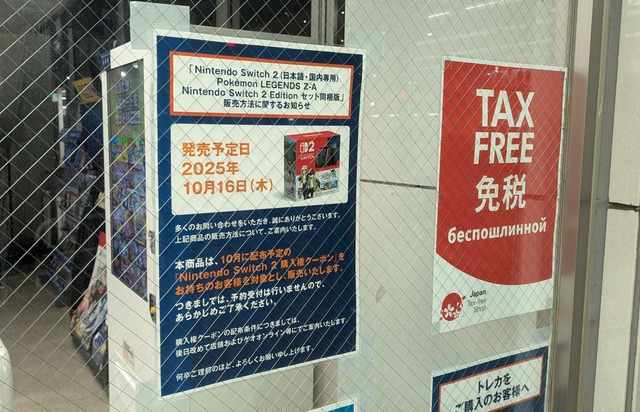 「Nintendo Switch 2(日本語・国内専用)
Pokémon LEGENDS Z-A
Nintendo Switch 2 Edition セット同梱版」
販売方法に関するお知らせ
発売予定日
2025年
10月16日(木)
多くのお問い合わせをいただき、誠にありがとうございます。
上記商品の販売方法について、ご案内いたします。
本商品は、10月に配布予定の
「Nintendo Switch 2 購入権クーポン」を
お持ちのお客様を対象とし、販売いたします。
つきましては、予約受付は行いませんので、
あらかじめご了承ください。
購入権クーポンの配布条件につきましては、
後日改めて店頭およびゲオオンライン等にてご案内いたします。
何卒ご理解のほど、よろしくお願い申し上げます。
TAX
FREE
免税
беспошлинной
Japan.
Tax-free
Shop.
トレカを
ご購入のお客様へ